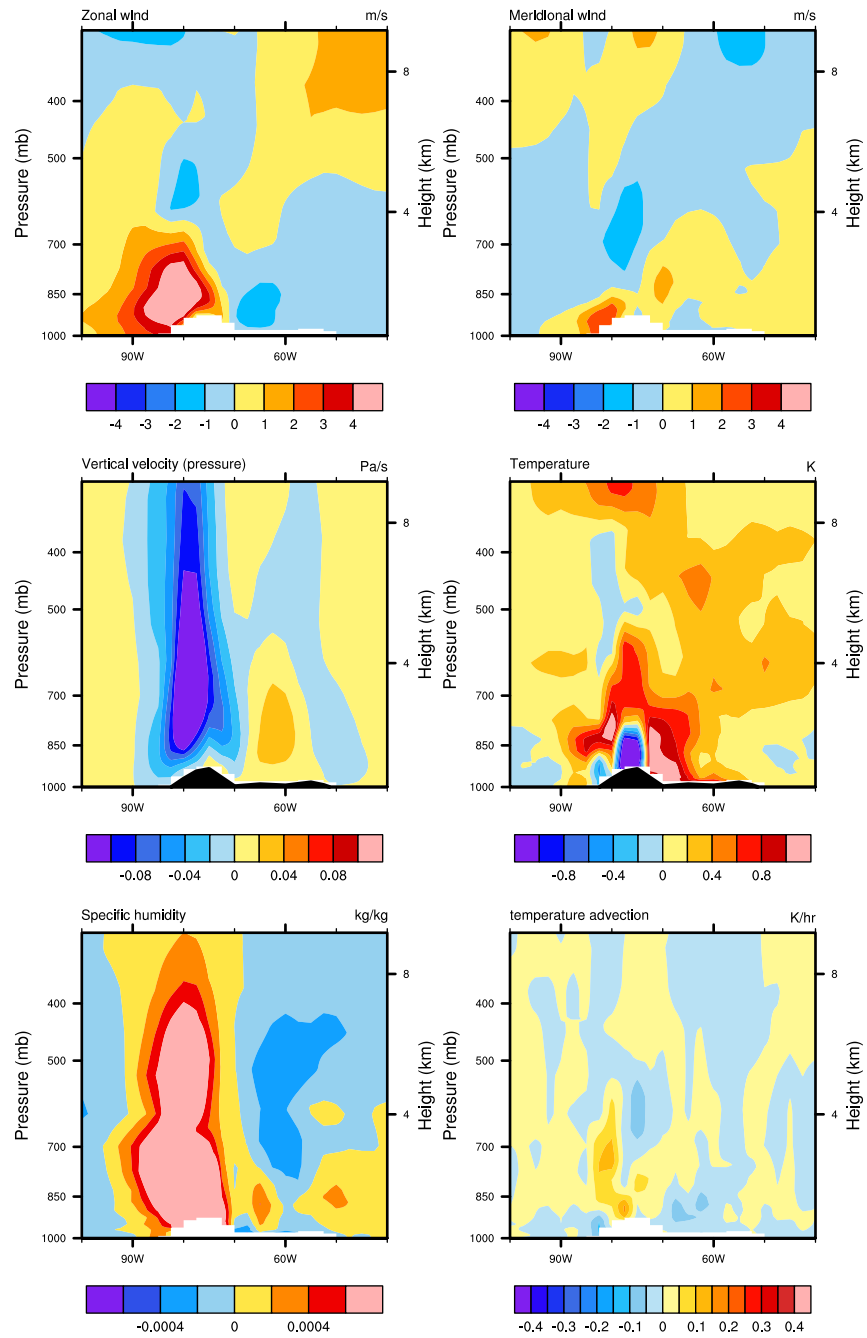 Zonal wind m/s
Pressure (mb)
400
500
700
850
1000
8
4
Height (km)
90W 60W
-4 -3 -2 -1 0 1 2 3 4
Meridional wind m/s
Pressure (mb)
400
500
700
850
1000
8
4
Height (km)
90W 60W
-4 -3 -2 -1 0 1 2 3 4
Vertical velocity (pressure) Pa/s
Pressure (mb)
400
500
700
850
1000
8
4
Height (km)
90W 60W
-0.08 -0.04 0 0.04 0.08
Temperature K
Pressure (mb)
400
500
700
850
1000
8
4
Height (km)
90W 60W
-0.8 -0.4 0 0.4 0.8
Specific humidity kg/kg
Pressure (mb)
400
500
700
850
1000
8
4
Height (km)
90W 60W
-0.0004 0 0.0004
temperature advection K/hr
Pressure (mb)
400
500
700
850
1000
8
4
Height (km)
90W 60W
-0.4 -0.3 -0.2 -0.1 0 0.1 0.2 0.3 0.4